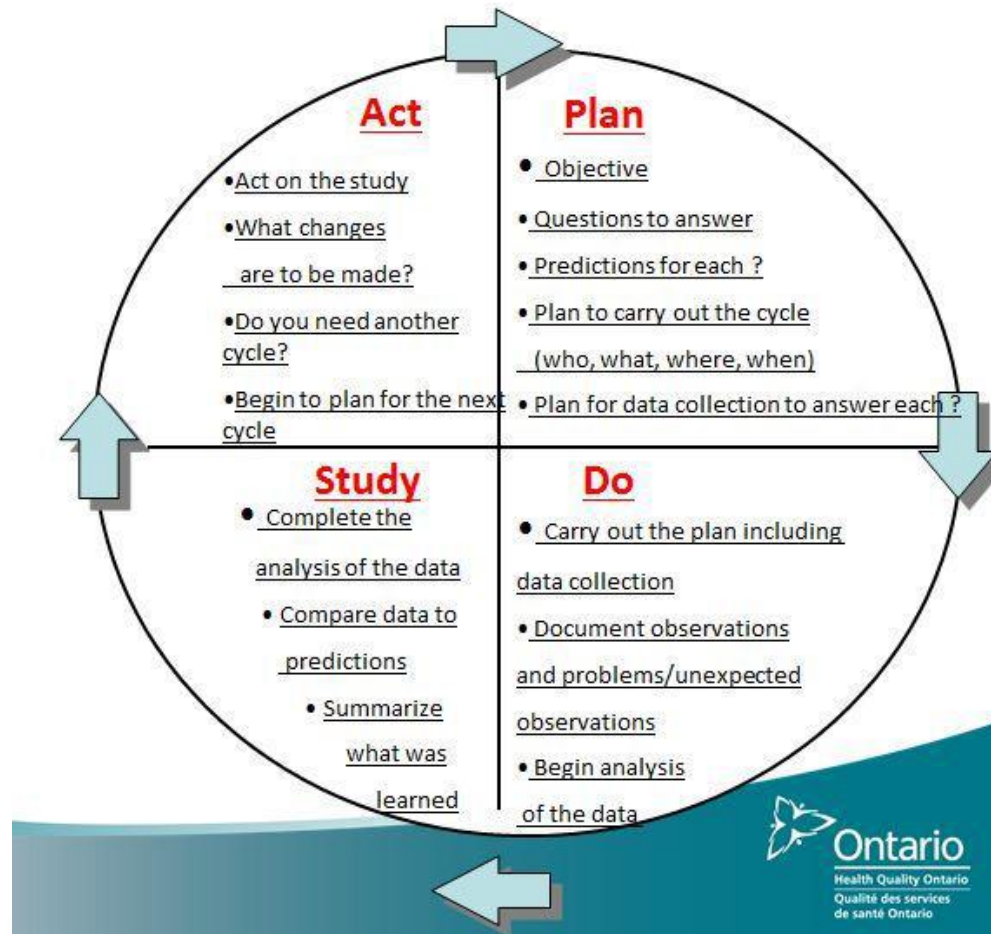 Act
•Act on the study
•What changes
are to be made?
•Do you need another
cycle?
•Begin to plan for the next
cycle
Plan
• Objective
• Questions to answer
• Predictions for each ?
• Plan to carry out the cycle
(who, what, where, when)
• Plan for data collection to answer each ?
Study
• Complete the
analysis of the data
• Compare data to
predictions
• Summarize
what was
learned
Do
• Carry out the plan including
data collection
• Document observations
and problems/unexpected
observations
• Begin analysis
of the data
Ontario
Health Quality Ontario
Qualité des services
de santé Ontario